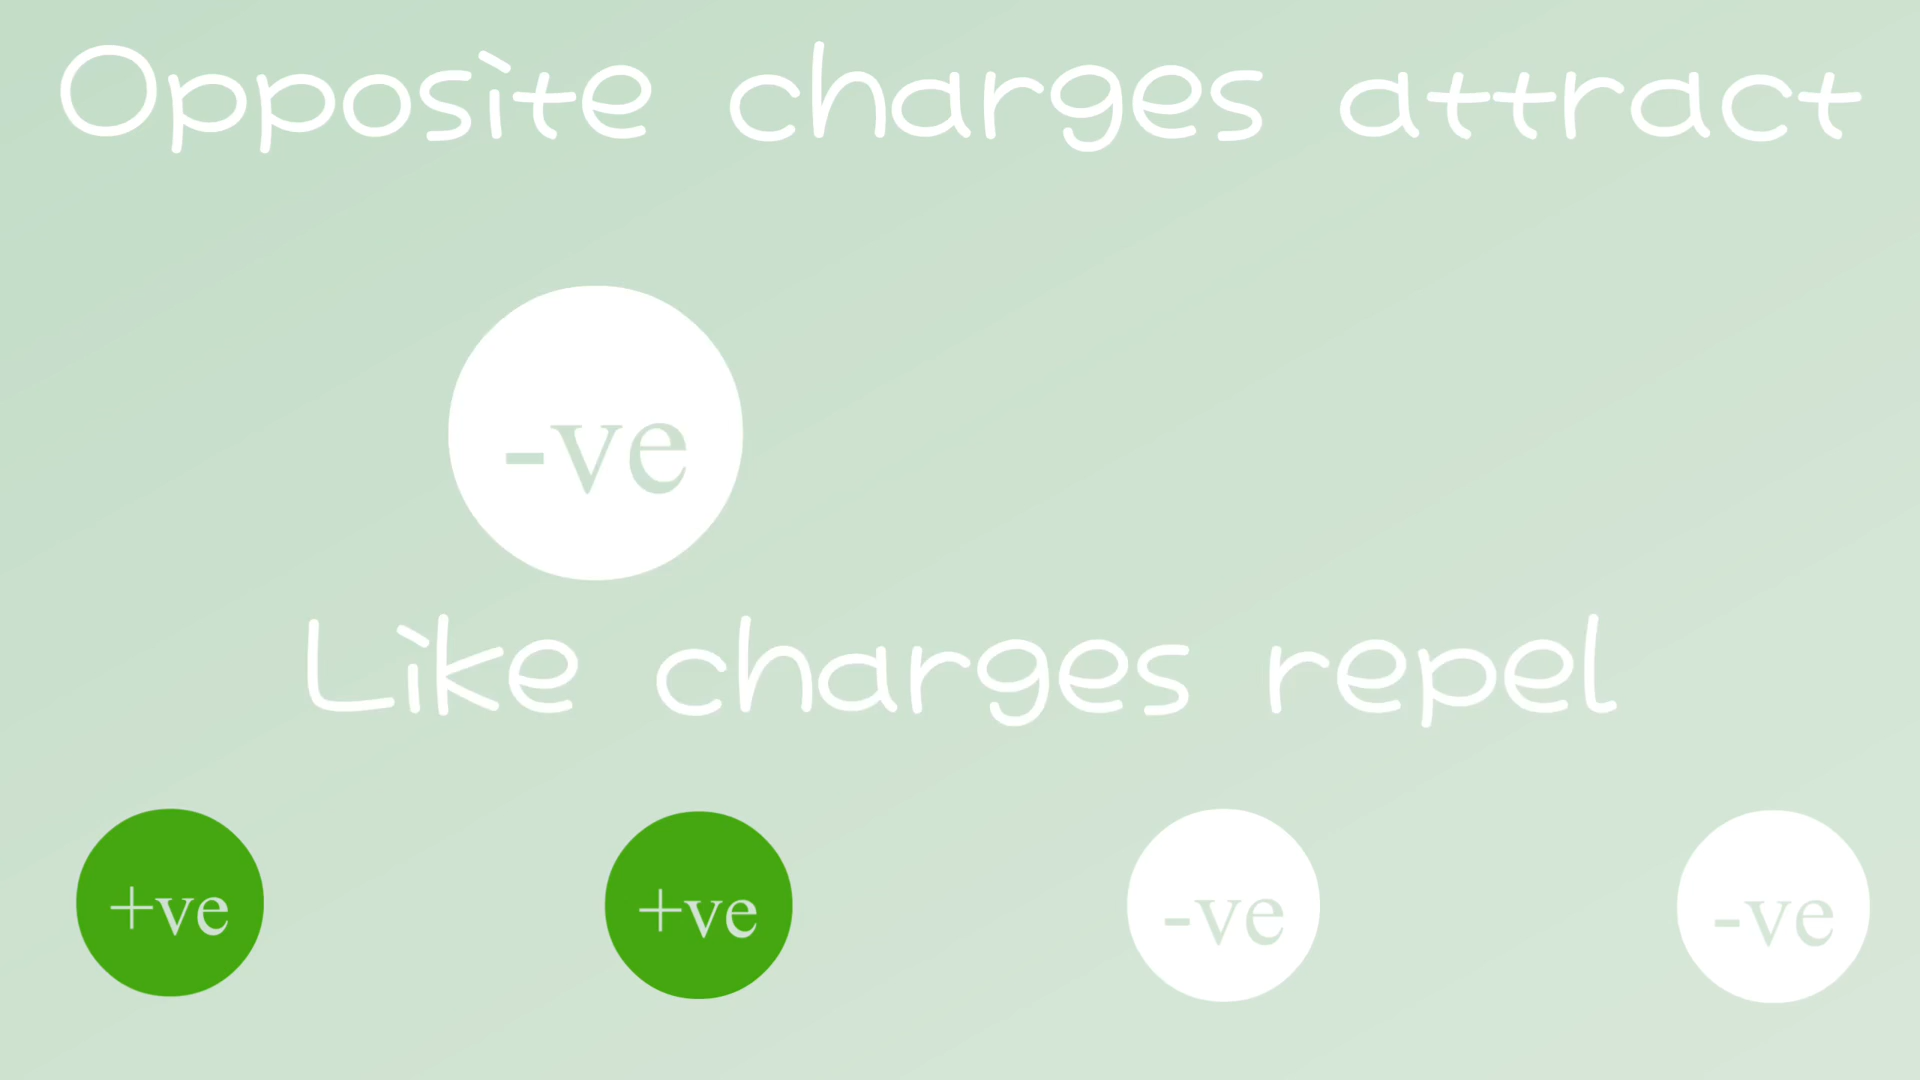 Opposite charges attract
-ve
Like charges repel
+ve +ve -ve -ve